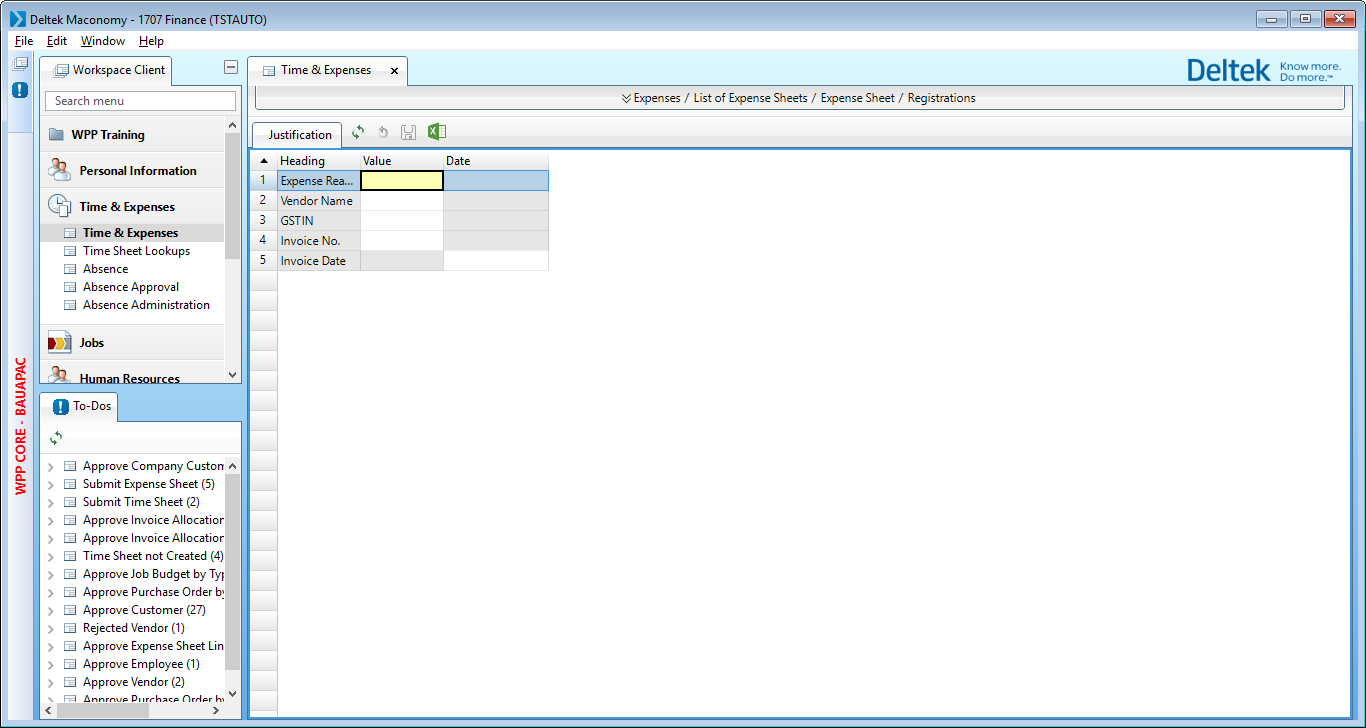 Deltek Maconomy - 1707 Finance (TSTAUTO)
File Edit Window Help
Workspace Client
Search menu
WPP Training
Personal Information
Time & Expenses
Time & Expenses
Time Sheet Lookups
Absence
Absence Approval
Absence Administration
Jobs
Human Resources
WPP CORE - BAUAPAC
To-Dos
Approve Company Custom
Submit Expense Sheet (5)
Submit Time Sheet (2)
Approve Invoice Allocation
Approve Invoice Allocation
Time Sheet not Created (4)
Approve Job Budget by Typ
Approve Purchase Order by
Approve Customer (27)
Rejected Vendor (1)
Approve Expense Sheet Lin
Approve Employee (1)
Approve Vendor (2)
Approve Purchase Order by
Time & Expenses
Deltek Know more.
Do more.™
Expenses / List of Expense Sheets / Expense Sheet / Registrations
Justification
Heading Value Date
1 Expense Rea...
2 Vendor Name
3 GSTIN
4 Invoice No.
5 Invoice Date